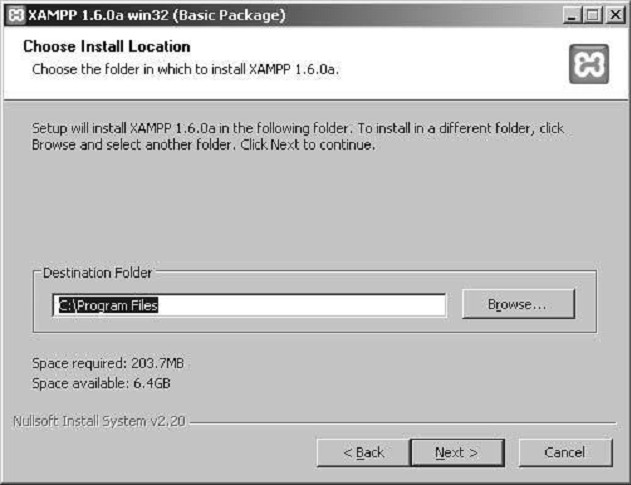 XAMPP 1.6.0a win32 (Basic Package)
Choose Install Location
Choose the folder in which to install XAMPP 1.6.0a.
Setup will install XAMPP 1.6.0a in the following folder. To install in a different folder, click
Browse and select another folder. Click Next to continue.
Destination Folder
C:\Program Files
Browse...
Space required: 203.7MB
Space available: 6.4GB
Nullsoft Install System v2.20
< Back
Next >
Cancel